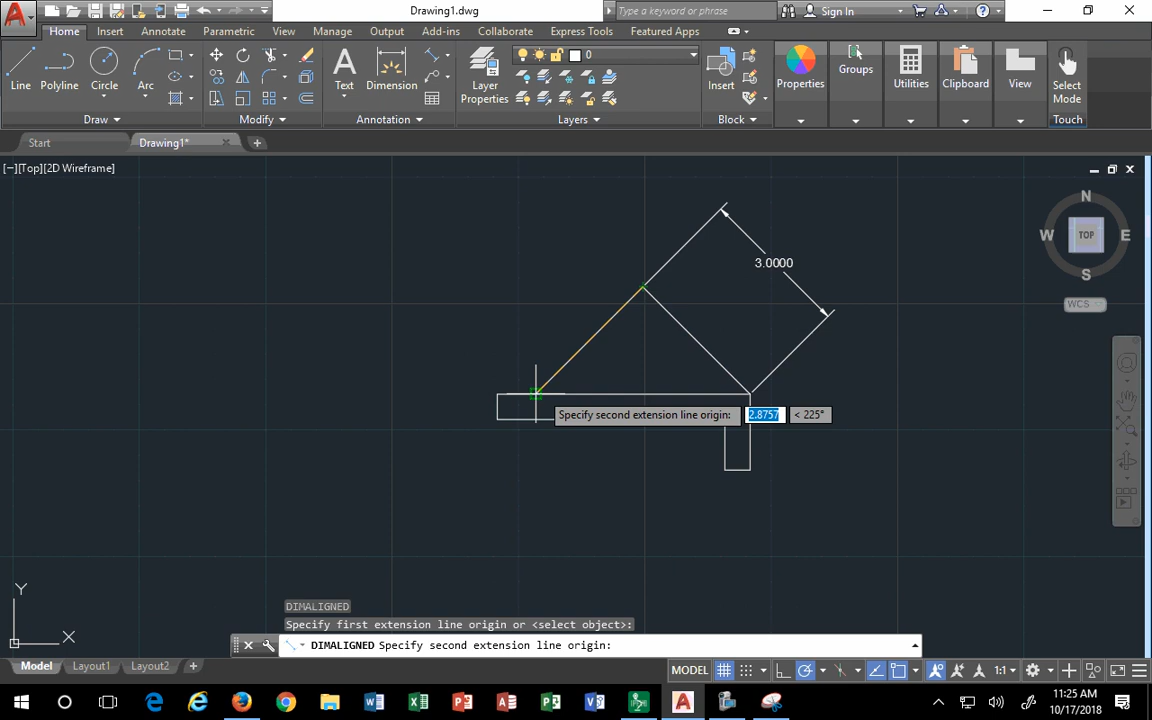 Drawing1.dwg
Type a keyword or phrase
Sign In
Home Insert Annotate Parametric View Manage Output Add-ins Collaborate Express Tools Featured Apps
0
Line Polyline Circle Arc Text Dimension Layer Properties Insert Properties Groups Utilities Clipboard View Select Mode
Draw Modify Annotation Layers Block Touch
Start Drawing1*
[−][Top][2D Wireframe]
N
W TOP E
S
WCS
3.0000
Specify second extension line origin: 2.8757 < 225°
Y
X
DIMALIGNED
Specify first extension line origin or <select object>:
DIMALIGNED Specify second extension line origin:
Model Layout1 Layout2
MODEL 1:1
11:25 AM
10/17/2018